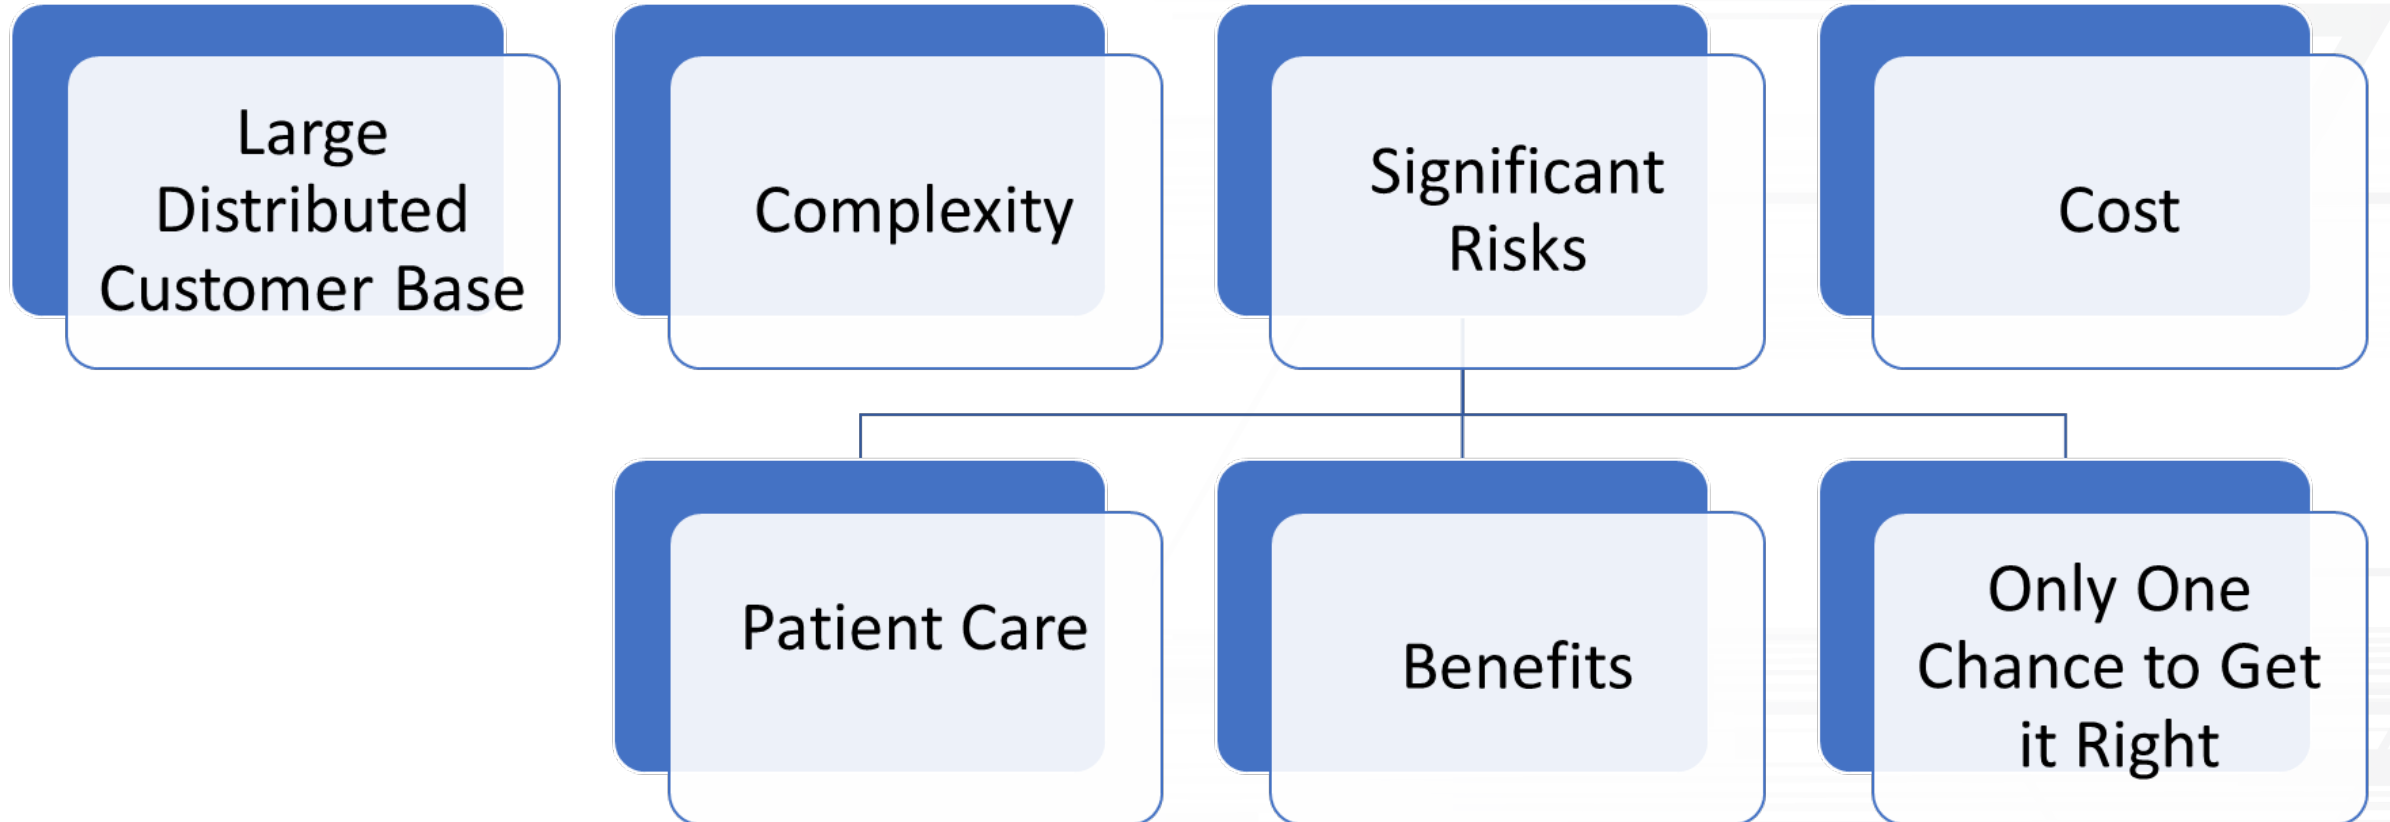 Large
Distributed
Customer Base
Complexity
Significant
Risks
Cost
Patient Care
Benefits
Only One
Chance to Get
it Right